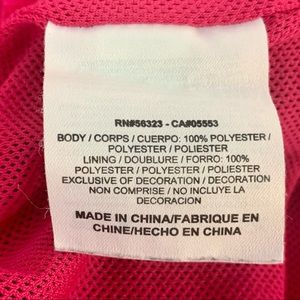 RN#56323 - CA#05553
BODY / CORPS / CUERPO: 100% POLYESTER /
POLYESTER / POLIESTER
LINING / DOUBLURE / FORRO: 100%
POLYESTER / POLYESTER / POLIESTER
EXCLUSIVE OF DECORATION / DECORATION
NON COMPRISE / NO INCLUYE LA
DECORACION
MADE IN CHINA/FABRIQUE EN
CHINE/HECHO EN CHINA